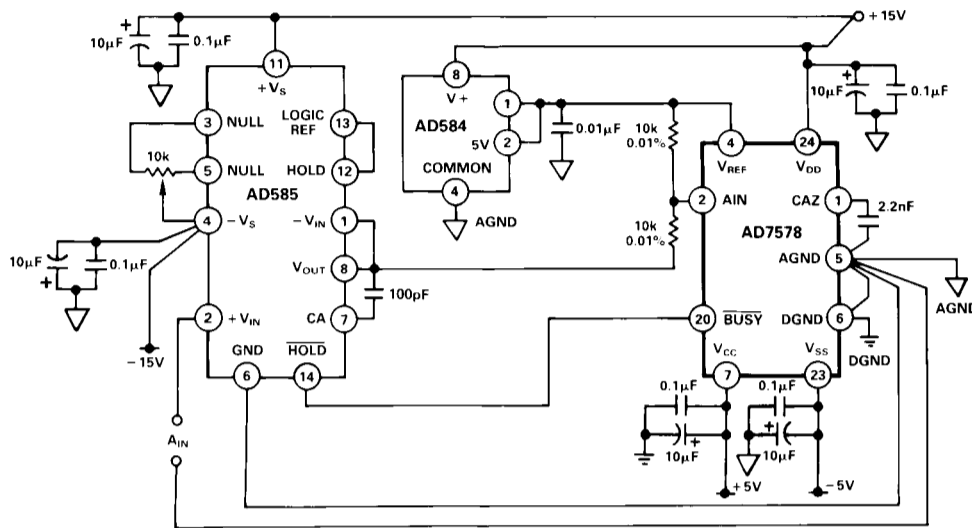 +15V
10μF
0.1μF
11
+VS
3 NULL
LOGIC REF 13
10k
5 NULL
HOLD 12
AD585
4 −VS
−VIN 1
10μF
0.1μF
VOUT 8
100pF
2 +VIN
CA 7
−15V
GND
HOLD
6
14
AIN
8
V+
1
AD584
5V 2
COMMON
4
AGND
0.01μF
10k
0.01%
10k
0.01%
10μF
0.1μF
4
VREF
24
VDD
2 AIN
CAZ 1
2.2nF
AD7578
AGND
5
AGND
20 BUSY
DGND 6
DGND
VCC
VSS
7
23
0.1μF
10μF
+5V
0.1μF
10μF
−5V